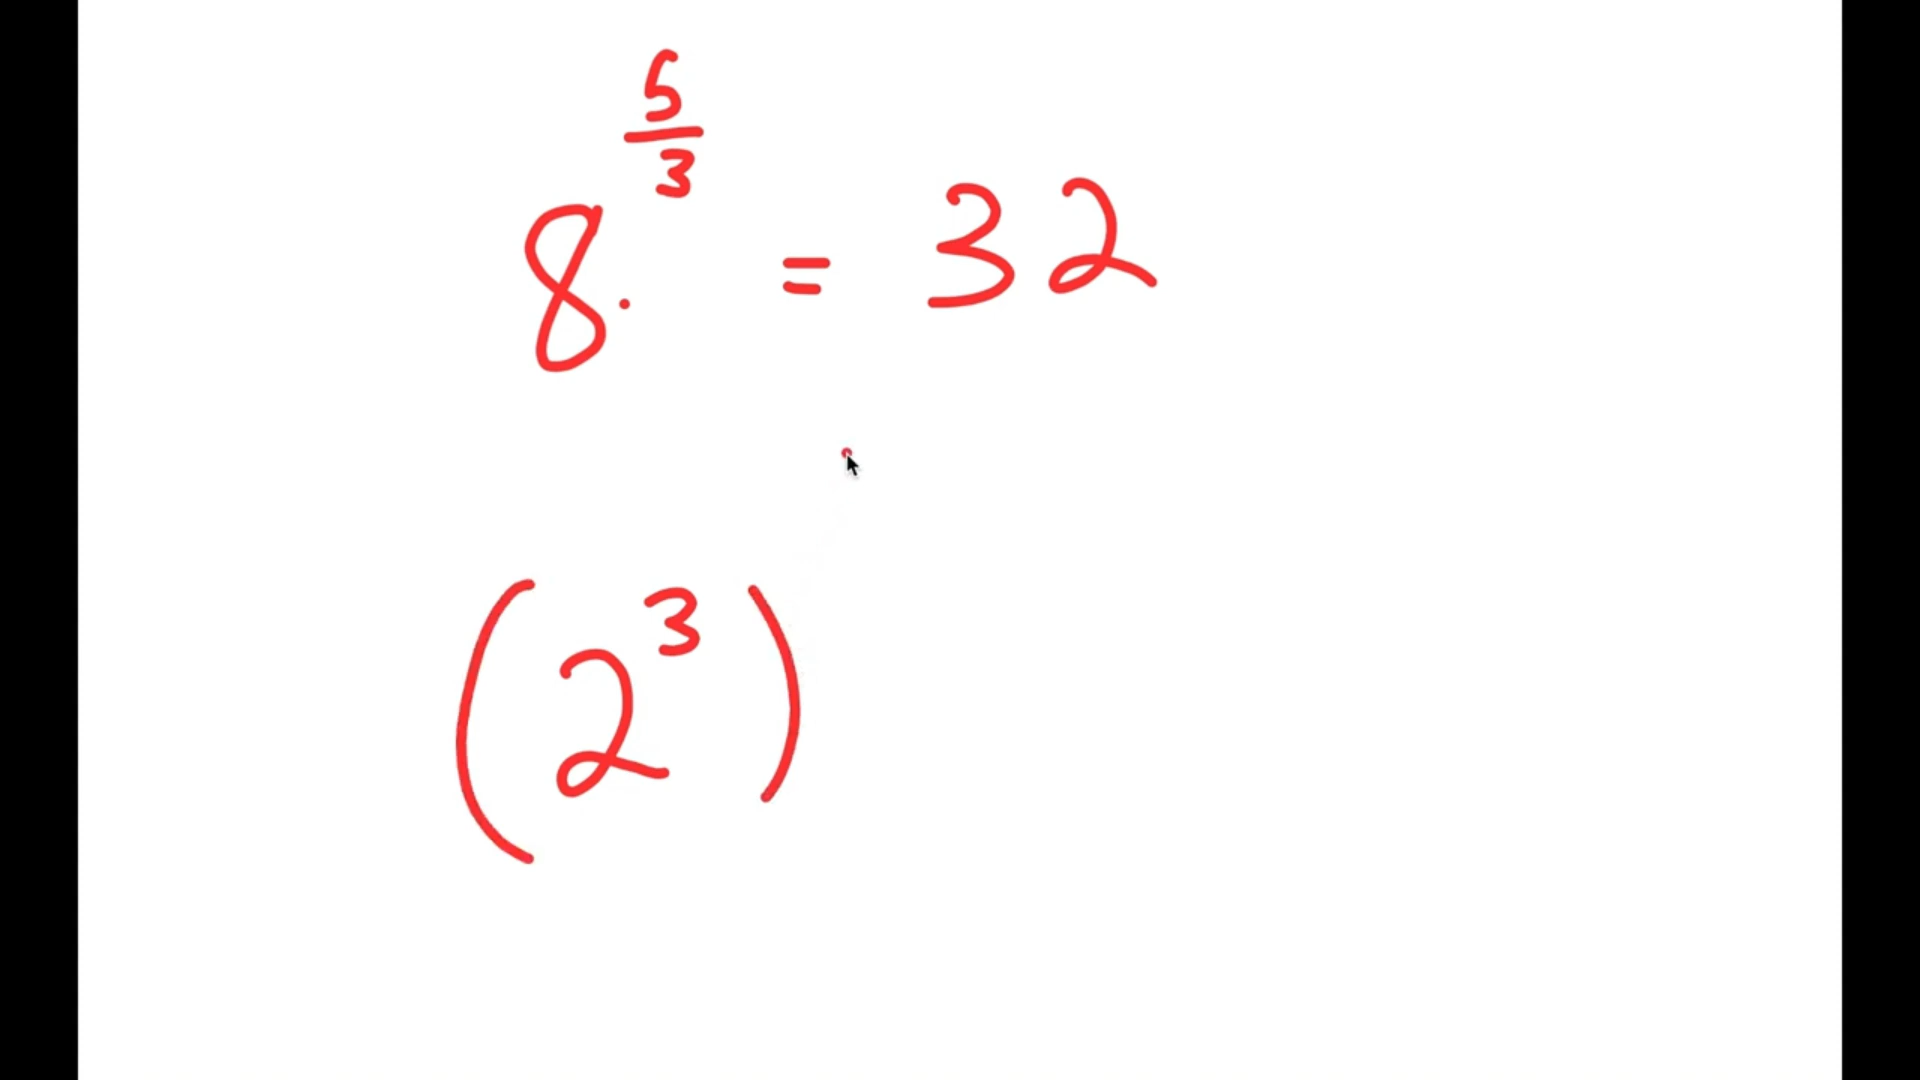 8^{5/3} = 32
(2^3)